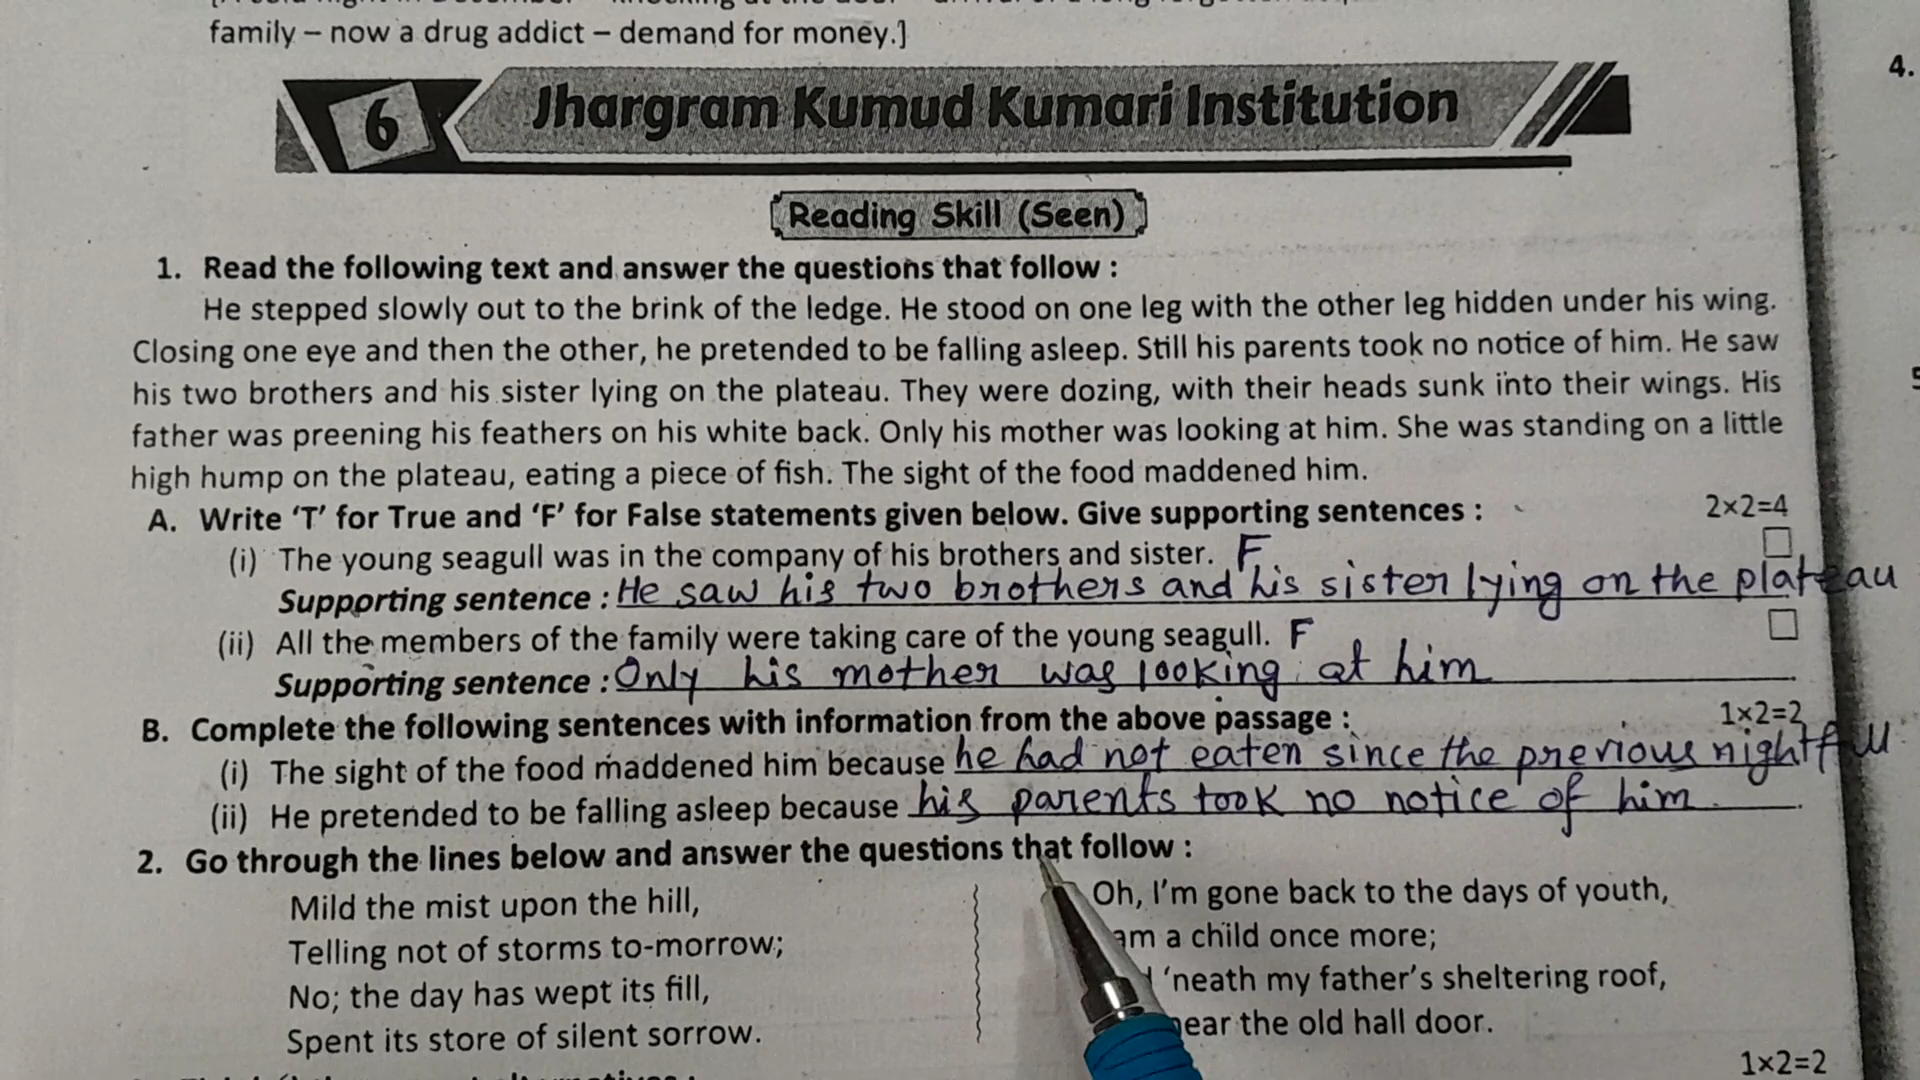 family – now a drug addict – demand for money.]
6 Jhargram Kumud Kumari Institution
Reading Skill (Seen)
1. Read the following text and answer the questions that follow :
He stepped slowly out to the brink of the ledge. He stood on one leg with the other leg hidden under his wing.
Closing one eye and then the other, he pretended to be falling asleep. Still his parents took no notice of him. He saw
his two brothers and his sister lying on the plateau. They were dozing, with their heads sunk into their wings. His
father was preening his feathers on his white back. Only his mother was looking at him. She was standing on a little
high hump on the plateau, eating a piece of fish. The sight of the food maddened him.
A. Write ‘T’ for True and ‘F’ for False statements given below. Give supporting sentences : 2×2=4
(i) The young seagull was in the company of his brothers and sister. F
Supporting sentence : He saw his two brothers and his sister lying on the plateau
(ii) All the members of the family were taking care of the young seagull. F
Supporting sentence : Only his mother was looking at him
B. Complete the following sentences with information from the above passage : 1×2=2
(i) The sight of the food maddened him because he had not eaten since the previous nightfall
(ii) He pretended to be falling asleep because his parents took no notice of him.
2. Go through the lines below and answer the questions that follow :
Mild the mist upon the hill,
Telling not of storms to-morrow;
No; the day has wept its fill,
Spent its store of silent sorrow.
Oh, I’m gone back to the days of youth,
am a child once more;
‘neath my father’s sheltering roof,
the old hall door.
1×2=2
4.